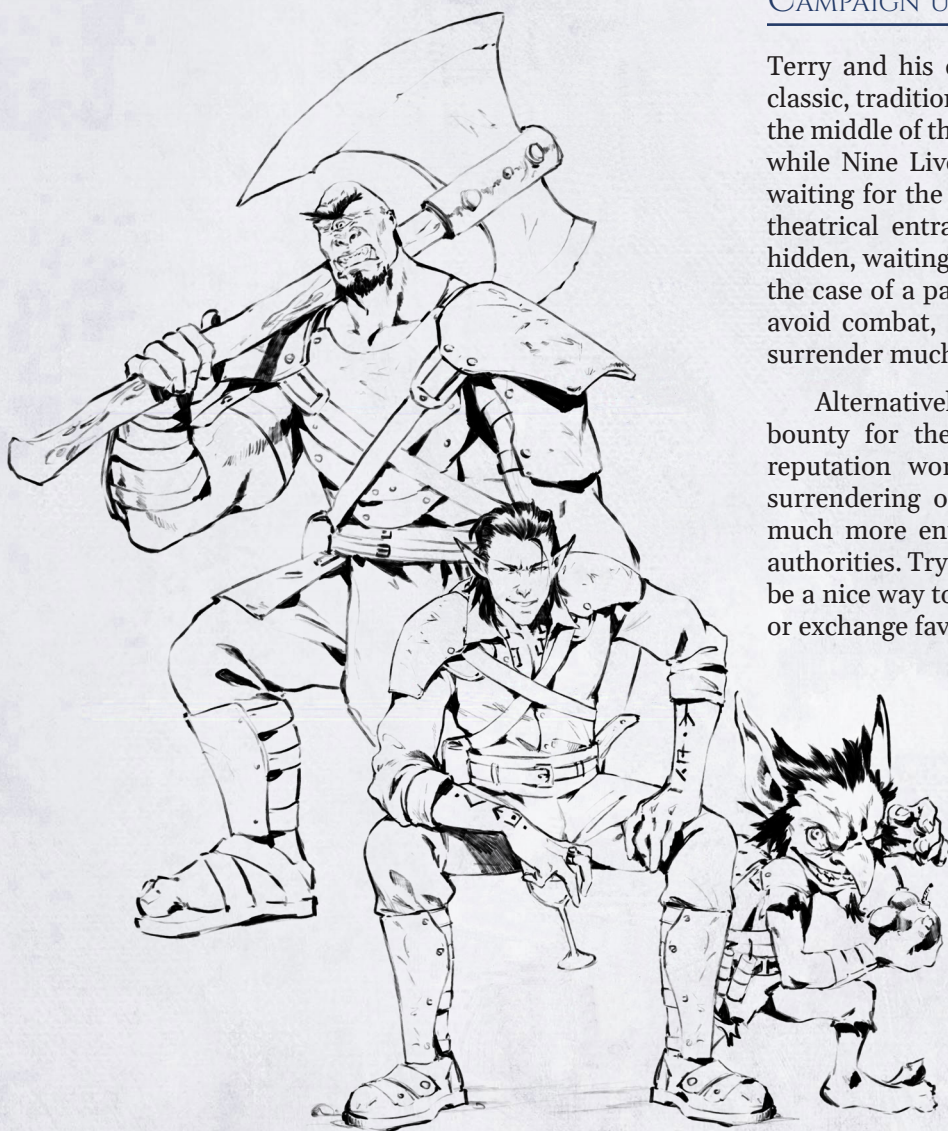 CAMPAIGN U
Terry and his
classic, tradition
the middle of th
while Nine Live
waiting for the
theatrical entra
hidden, waiting
the case of a pa
avoid combat,
surrender much
Alternativel
bounty for the
reputation wor
surrendering o
much more en
authorities. Try
be a nice way to
or exchange fav